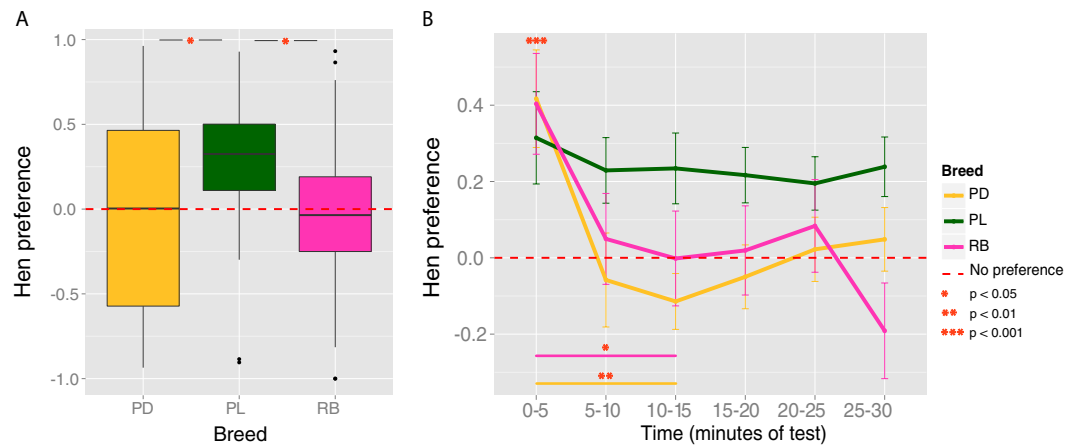 A
Hen preference
1.0
0.5
0.0
-0.5
-1.0
*
*
PD
PL
RB
Breed
B
Hen preference
0.4
0.2
0.0
-0.2
***
*
**
0-5
5-10
10-15
15-20
20-25
25-30
Time (minutes of test)
Breed
PD
PL
RB
No preference
* p < 0.05
** p < 0.01
*** p < 0.001